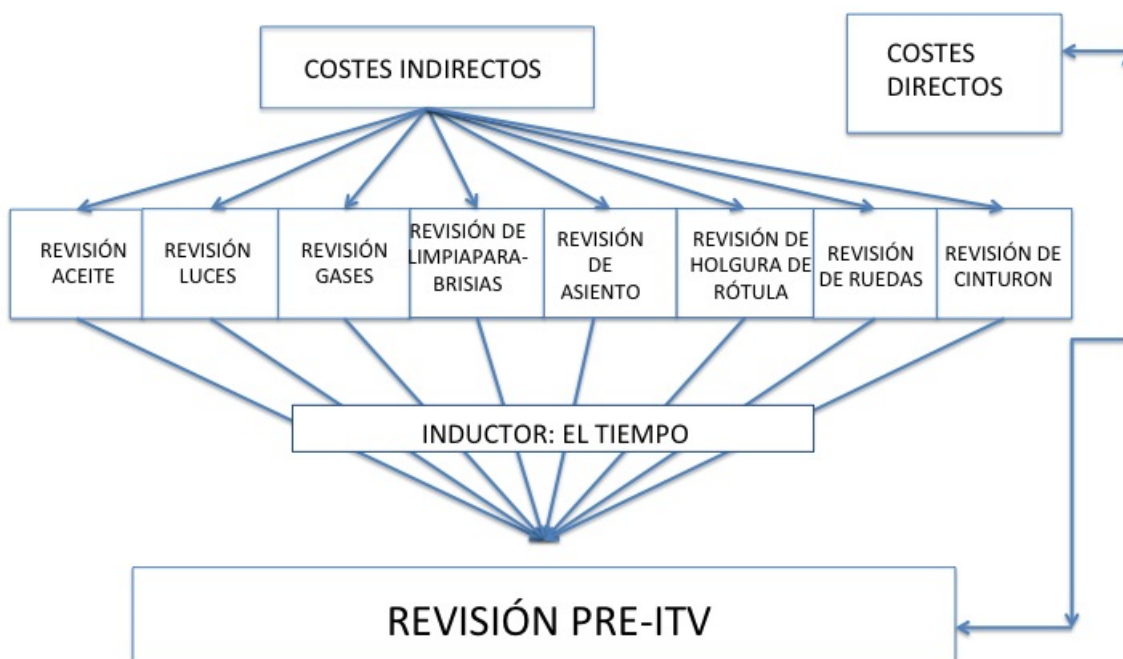 COSTES INDIRECTOS
COSTES
DIRECTOS
REVISIÓN
ACEITE
REVISIÓN
LUCES
REVISIÓN
GASES
REVISIÓN DE
LIMPIAPARA-
BRISIAS
REVISIÓN
DE
ASIENTO
REVISIÓN DE
HOLGURA DE
RÓTULA
REVISIÓN
DE RUEDAS
REVISIÓN DE
CINTURON
INDUCTOR: EL TIEMPO
REVISIÓN PRE-ITV